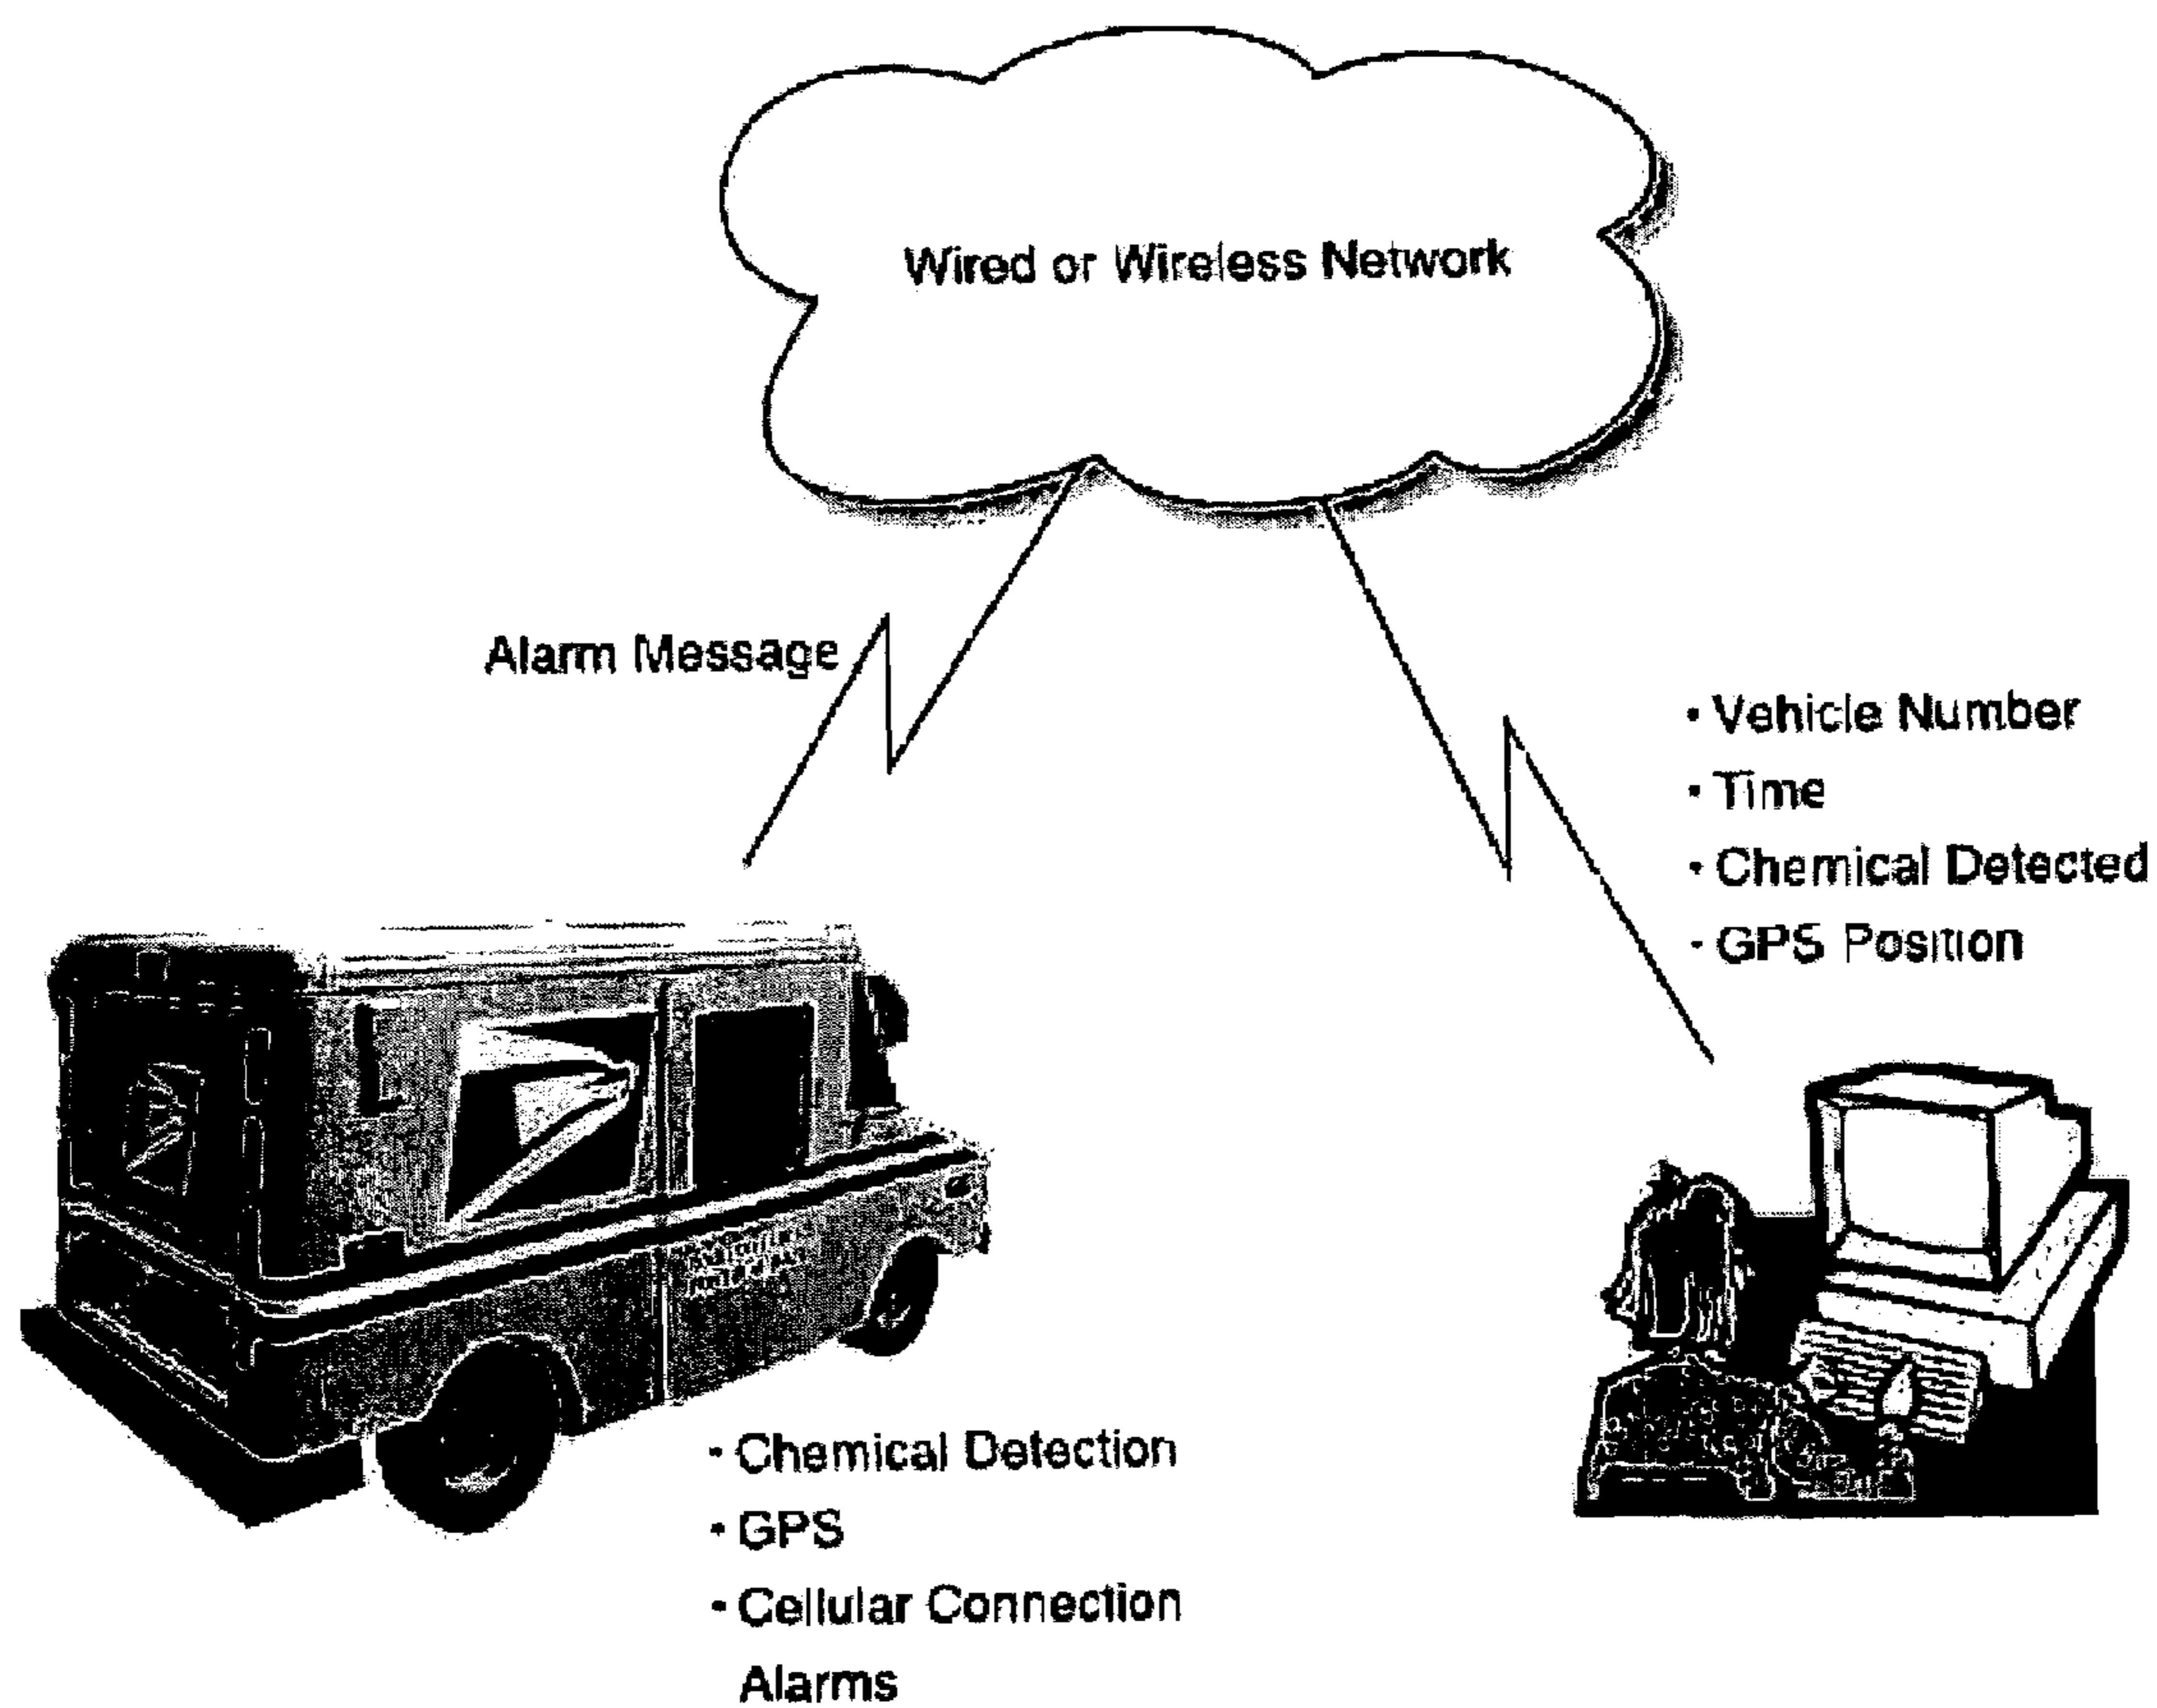 Wired or Wireless Network
Alarm Message
• Vehicle Number
• Time
• Chemical Detected
- GPS Position
• Chemical Detection
• GPS
• Cellular Connection
Alarms